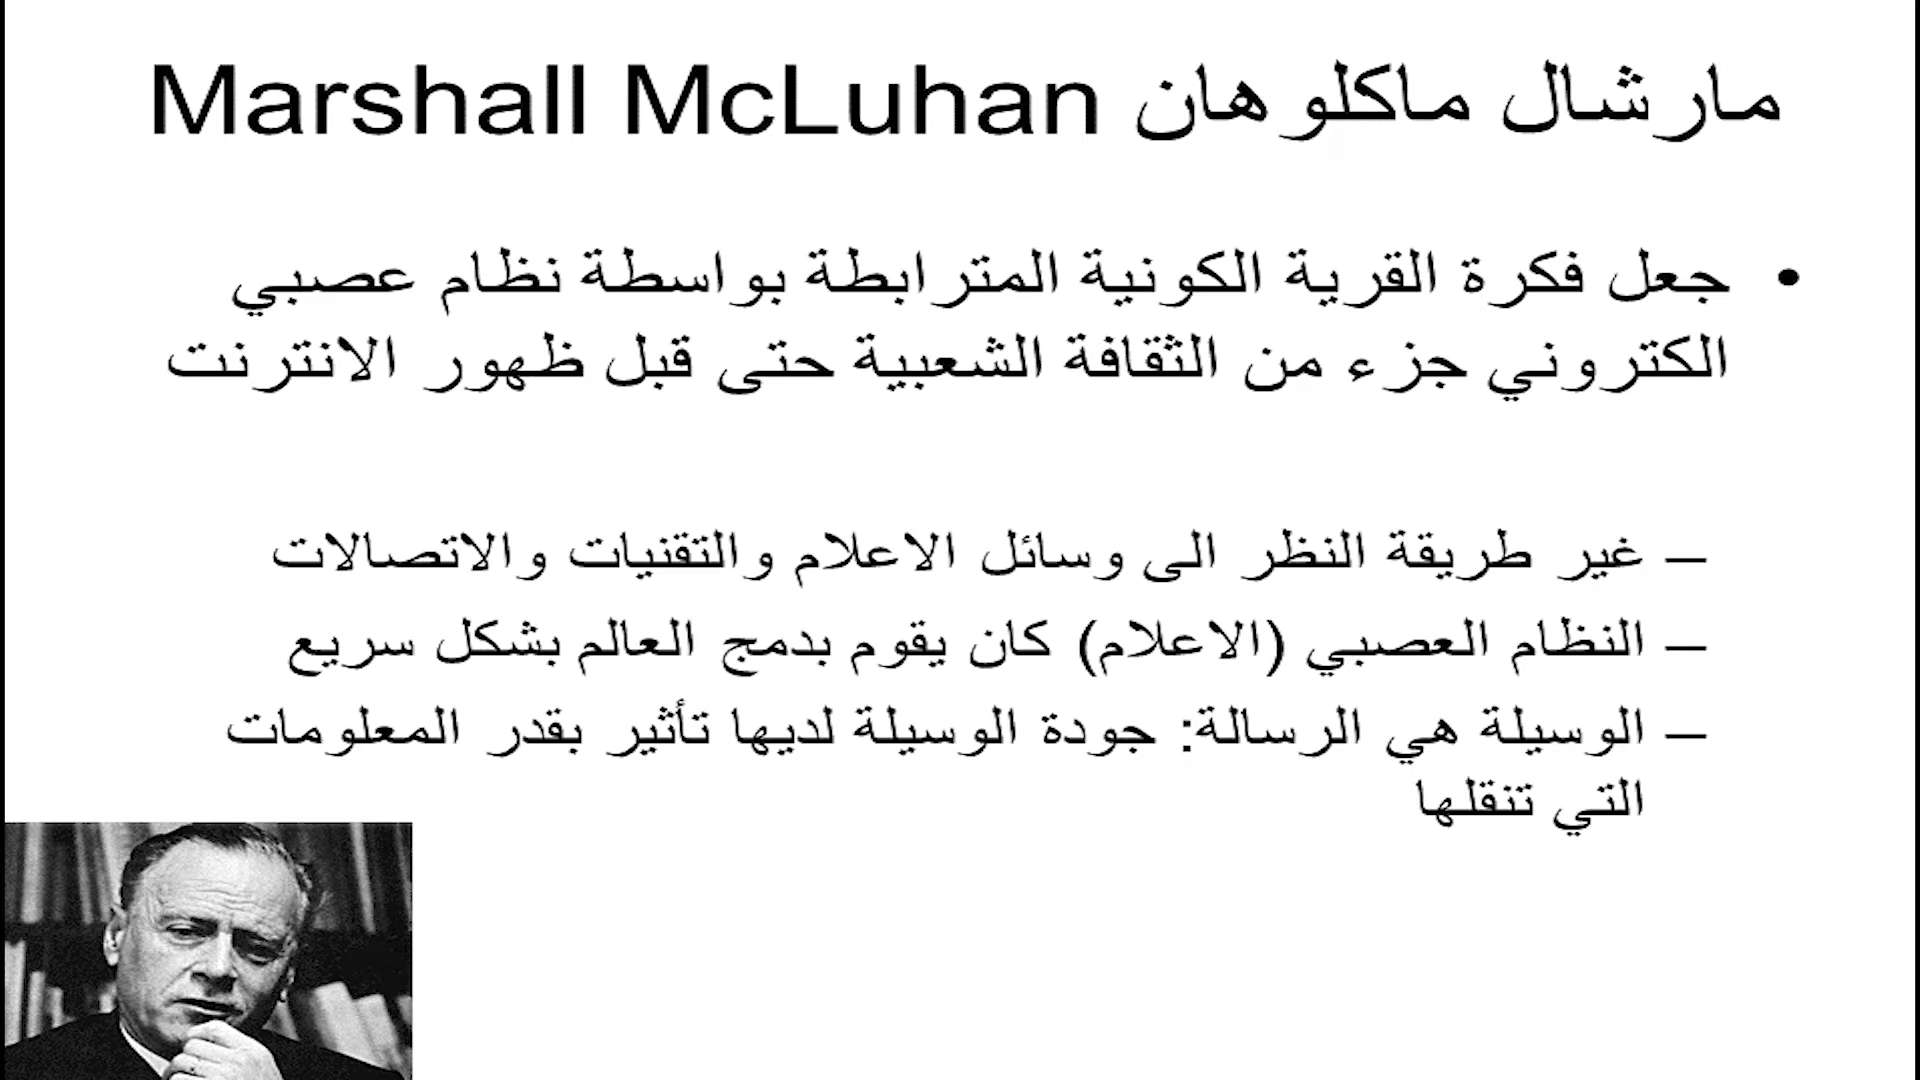 مارشال ماكلوهان Marshall McLuhan
• جعل فكرة القرية الكونية المترابطة بواسطة نظام عصبي
الكتروني جزء من الثقافة الشعبية حتى قبل ظهور الانترنت
– غير طريقة النظر الى وسائل الاعلام والتقنيات والاتصالات
– النظام العصبي (الاعلام) كان يقوم بدمج العالم بشكل سريع
– الوسيلة هي الرسالة: جودة الوسيلة لديها تأثير بقدر المعلومات
التي تنقلها